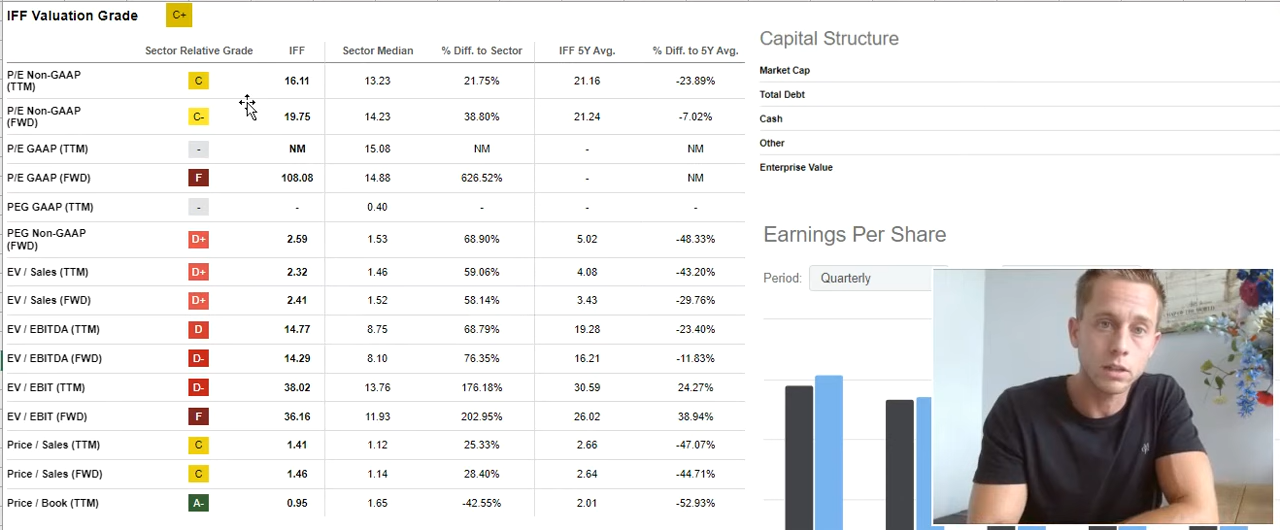 IFF Valuation Grade C+
Sector Relative Grade IFF Sector Median % Diff. to Sector IFF 5Y Avg. % Diff. to 5Y Avg.
P/E Non-GAAP
(TTM) C 16.11 13.23 21.75% 21.16 -23.89%
P/E Non-GAAP
(FWD) C- 19.75 14.23 38.80% 21.24 -7.02%
P/E GAAP (TTM) - NM 15.08 NM - NM
P/E GAAP (FWD) F 108.08 14.88 626.52% - NM
PEG GAAP (TTM) - - 0.40 - - -
PEG Non-GAAP
(FWD) D+ 2.59 1.53 68.90% 5.02 -48.33%
EV / Sales (TTM) D+ 2.32 1.46 59.06% 4.08 -43.20%
EV / Sales (FWD) D+ 2.41 1.52 58.14% 3.43 -29.76%
EV / EBITDA (TTM) D 14.77 8.75 68.79% 19.28 -23.40%
EV / EBITDA (FWD) D- 14.29 8.10 76.35% 16.21 -11.83%
EV / EBIT (TTM) D- 38.02 13.76 176.18% 30.59 24.27%
EV / EBIT (FWD) F 36.16 11.93 202.95% 26.02 38.94%
Price / Sales (TTM) C 1.41 1.12 25.33% 2.66 -47.07%
Price / Sales (FWD) C 1.46 1.14 28.40% 2.64 -44.71%
Price / Book (TTM) A- 0.95 1.65 -42.55% 2.01 -52.93%
Capital Structure
Market Cap
Total Debt
Cash
Other
Enterprise Value
Earnings Per Share
Period: Quarterly